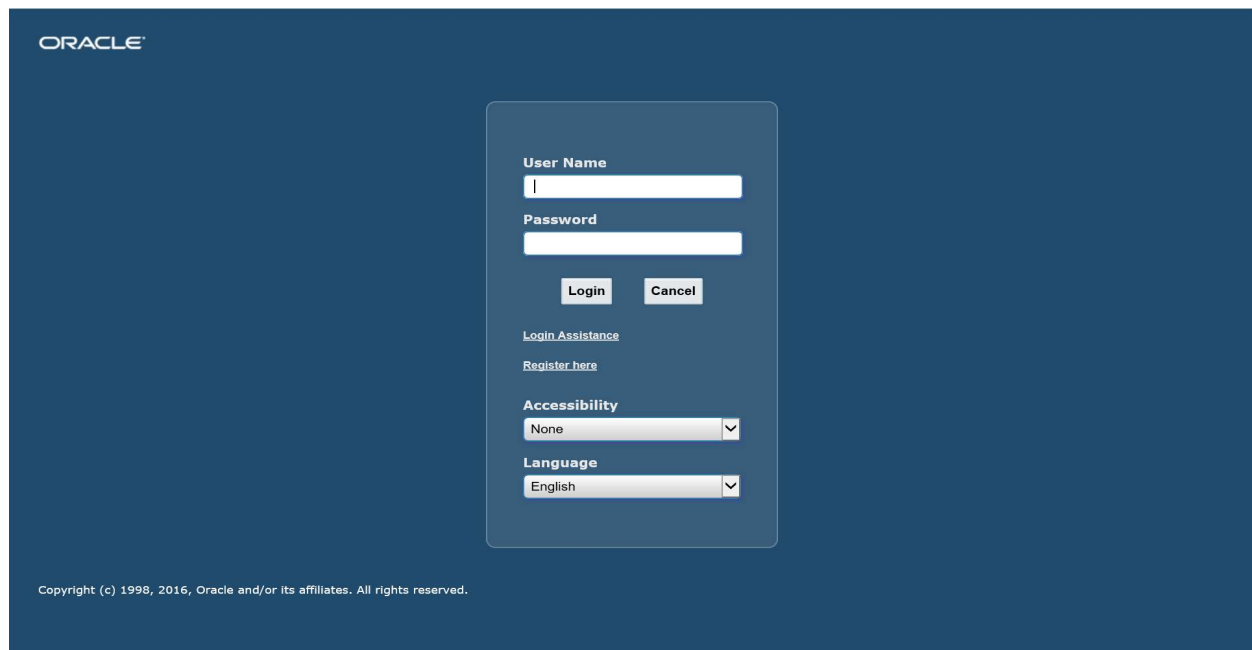 ORACLE
User Name
Password
Login Cancel
Login Assistance
Register here
Accessibility
None
Language
English
Copyright (c) 1998, 2016, Oracle and/or its affiliates. All rights reserved.